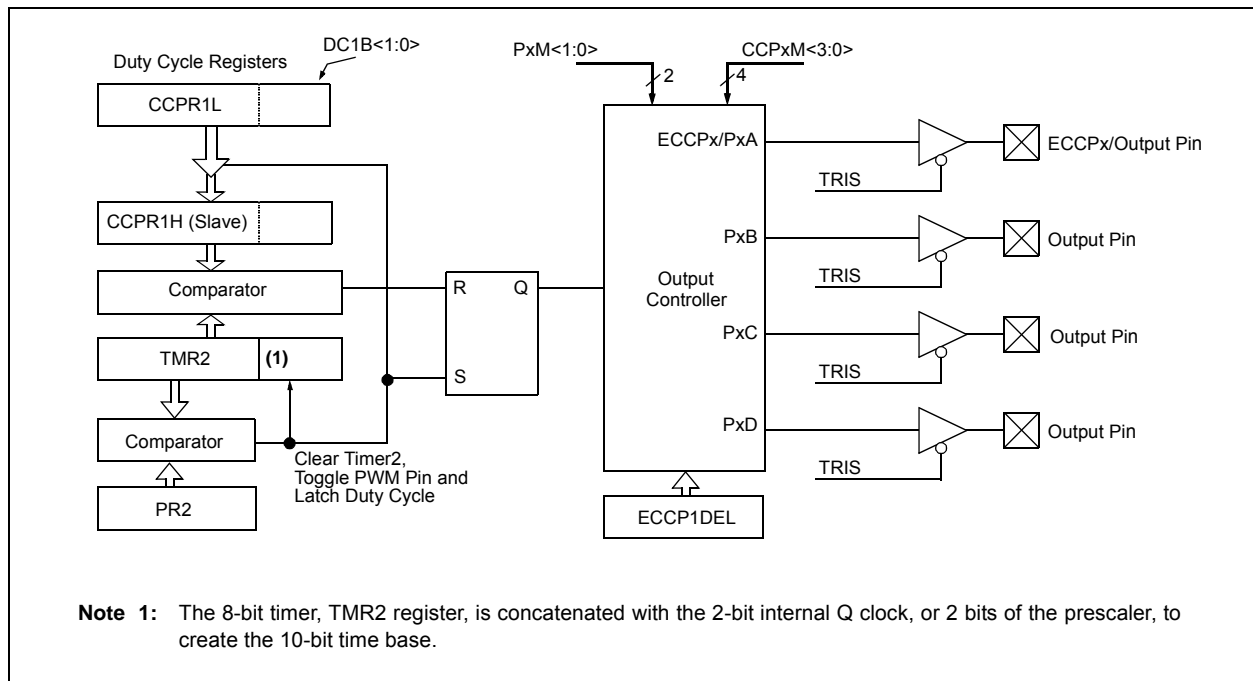 DC1B<1:0>
Duty Cycle Registers
CCPR1L
CCPR1H (Slave)
Comparator
TMR2
(1)
Comparator
PR2
Clear Timer2,
Toggle PWM Pin and
Latch Duty Cycle
R
Q
S
PxM<1:0>
2
CCPxM<3:0>
4
ECCPx/PxA
PxB
Output
Controller
PxC
PxD
ECCP1DEL
TRIS
ECCPx/Output Pin
TRIS
Output Pin
TRIS
Output Pin
TRIS
Output Pin
Note 1: The 8-bit timer, TMR2 register, is concatenated with the 2-bit internal Q clock, or 2 bits of the prescaler, to
create the 10-bit time base.